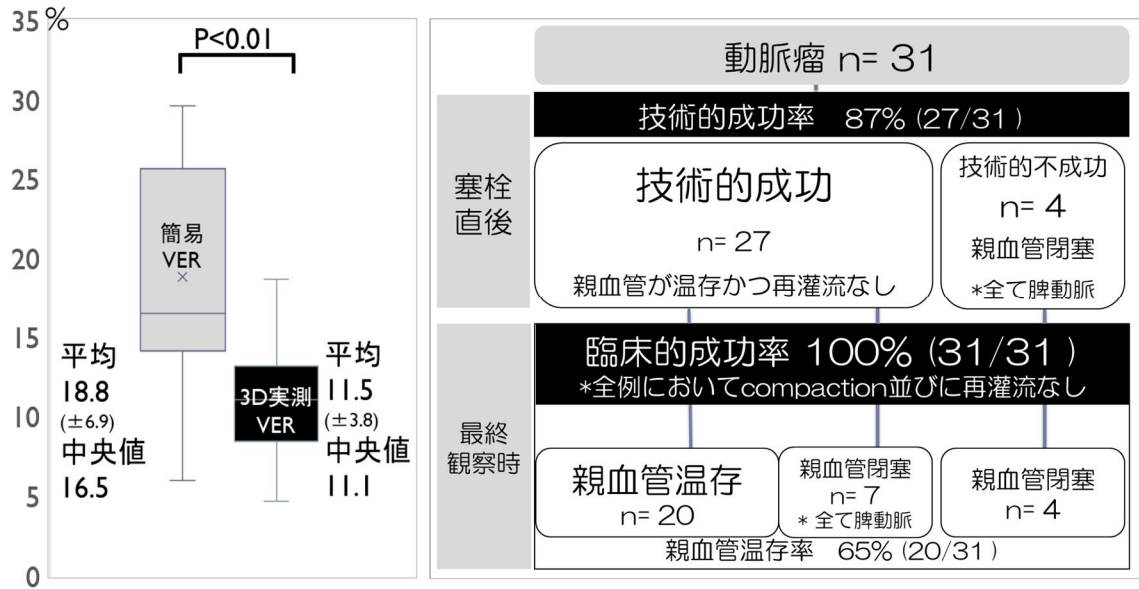 35%
30
25
20
15
10
5
0
P<0.01
簡易
VER
×
平均
18.8
(±6.9)
中央値
16.5
3D実測
VER
平均
11.5
(±3.8)
中央値
11.1
動脈瘤 n= 31
塞栓
直後
技術的成功率 87% (27/31 )
技術的成功
n= 27
親血管が温存かつ再灌流なし
技術的不成功
n= 4
親血管閉塞
*全て脾動脈
最終
観察時
臨床的成功率 100% (31/31 )
*全例においてcompaction並びに再灌流なし
親血管温存
n= 20
親血管閉塞
n= 7
* 全て脾動脈
親血管閉塞
n= 4
親血管温存率 65% (20/31 )